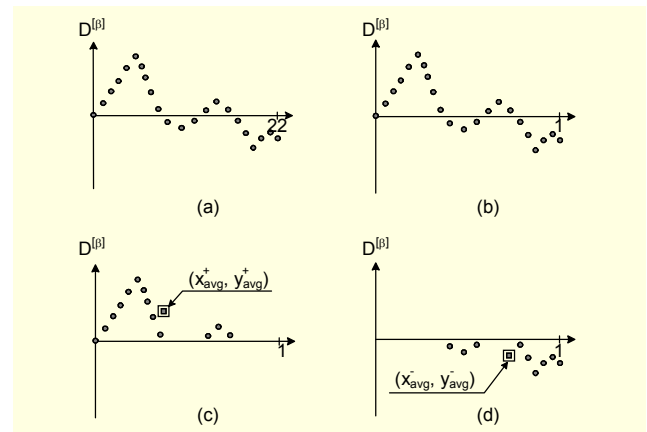 D[β]
22
(a)
D[β]
1
(b)
D[β]
(x+avg, y+avg)
1
(c)
D[β]
1
(x-avg, y-avg)
(d)